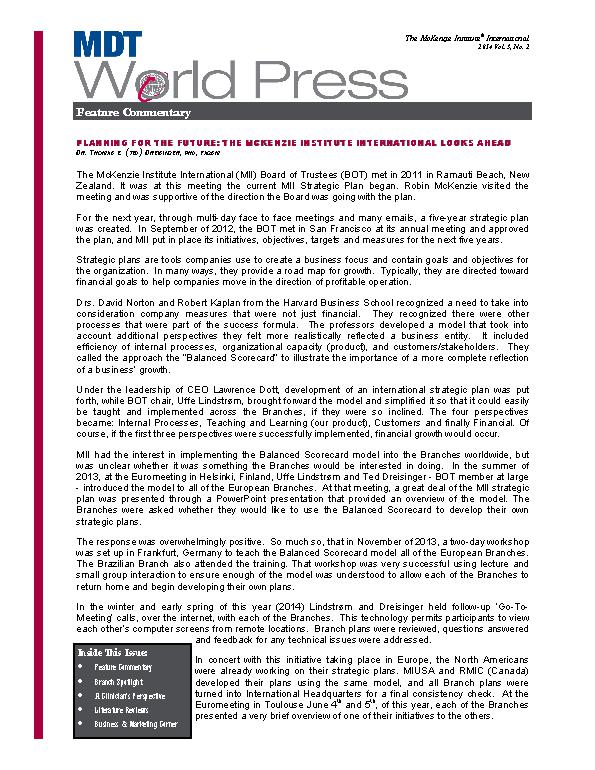 MDT
World Press
The McKenzie Institute® International
2014 Vol. 3, No. 2
Feature Commentary
PLANNING FOR THE FUTURE: THE MCKENZIE INSTITUTE INTERNATIONAL LOOKS AHEAD
DR. THOMAS E. (TED) DREISINGER, PHD, FACSM
The McKenzie Institute International (MII) Board of Trustees (BOT) met in 2011 in Ramauti Beach, New
Zealand. It was at this meeting the current MII Strategic Plan began. Robin McKenzie visited the
meeting and was supportive of the direction the Board was going with the plan.
For the next year, through multi-day face to face meetings and many emails, a five-year strategic plan
was created. In September of 2012, the BOT met in San Francisco at its annual meeting and approved
the plan, and MII put in place its initiatives, objectives, targets and measures for the next five years.
Strategic plans are tools companies use to create a business focus and contain goals and objectives for
the organization. In many ways, they provide a road map for growth. Typically, they are directed toward
financial goals to help companies move in the direction of profitable operation.
Drs. David Norton and Robert Kaplan from the Harvard Business School recognized a need to take into
consideration company measures that were not just financial. They recognized there were other
processes that were part of the success formula. The professors developed a model that took into
account additional perspectives they felt more realistically reflected a business entity. It included
efficiency of internal processes, organizational capacity (product), and customers/stakeholders. They
called the approach the "Balanced Scorecard" to illustrate the importance of a more complete reflection
of a business' growth.
Under the leadership of CEO Lawrence Dott, development of an international strategic plan was put
forth, while BOT chair, Uffe Lindstrøm, brought forward the model and simplified it so that it could easily
be taught and implemented across the Branches, if they were so inclined. The four perspectives
became: Internal Processes, Teaching and Learning (our product), Customers and finally Financial. Of
course, if the first three perspectives were successfully implemented, financial growth would occur.
MII had the interest in implementing the Balanced Scorecard model into the Branches worldwide, but
was unclear whether it was something the Branches would be interested in doing. In the summer of
2013, at the Euromeeting in Helsinki, Finland, Uffe Lindstrøm and Ted Dreisinger - BOT member at large
- introduced the model to all of the European Branches. At that meeting, a great deal of the MII strategic
plan was presented through a PowerPoint presentation that provided an overview of the model. The
Branches were asked whether they would like to use the Balanced Scorecard to develop their own
strategic plans.
The response was overwhelmingly positive. So much so, that in November of 2013, a two-day workshop
was set up in Frankfurt, Germany to teach the Balanced Scorecard model all of the European Branches.
The Brazilian Branch also attended the training. That workshop was very successful using lecture and
small group interaction to ensure enough of the model was understood to allow each of the Branches to
return home and begin developing their own plans.
In the winter and early spring of this year (2014) Lindstrøm and Dreisinger held follow-up 'Go-To-
Meeting' calls, over the internet, with each of the Branches. This technology permits participants to view
each other's computer screens from remote locations. Branch plans were reviewed, questions answered
and feedback for any technical issues were addressed.
In concert with this initiative taking place in Europe, the North Americans
were already working on their strategic plans. MIUSA and RMIC (Canada)
developed their plans using the same model, and all Branch plans were
turned into International Headquarters for a final consistency check. At the
Euromeeting in Toulouse June 4th and 5th, of this year, each of the Branches
presented a very brief overview of one of their initiatives to the others.
Inside This Issue:
• Feature Commentary
• Branch Spotlight
• A Clinician's Perspective
• Literature Reviews
• Business & Marketing Corner